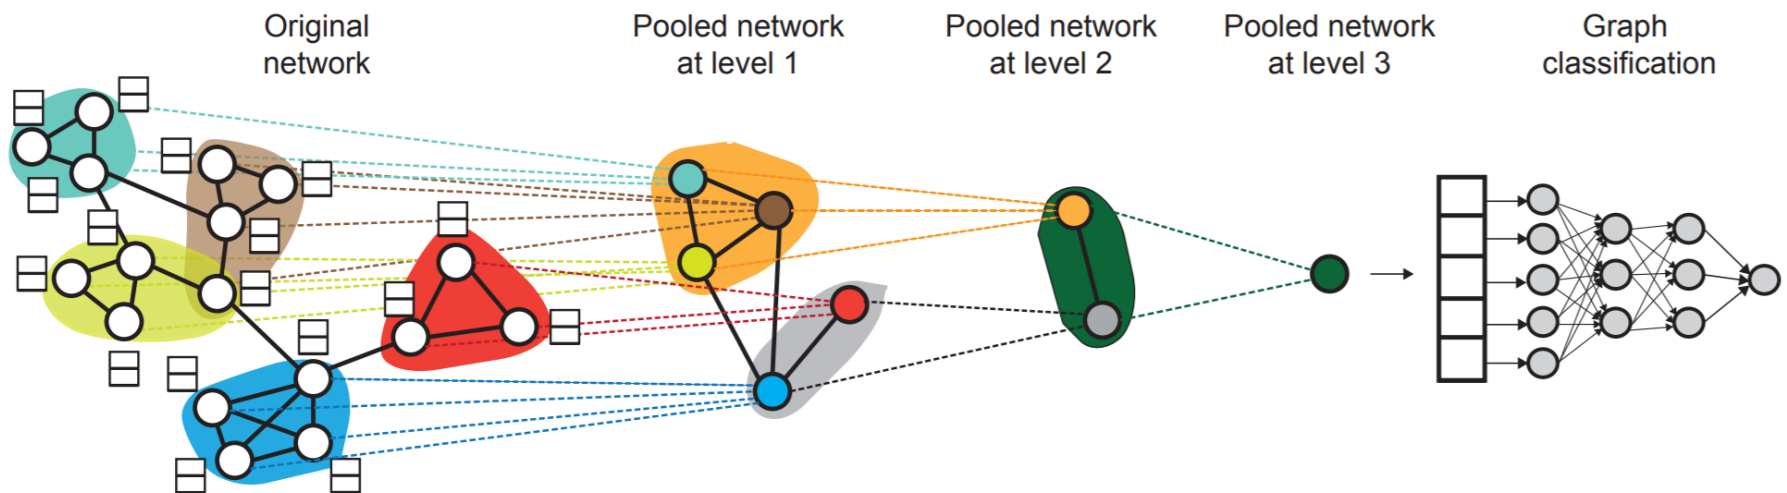 Original
network
Pooled network
at level 1
Pooled network
at level 2
Pooled network
at level 3
Graph
classification